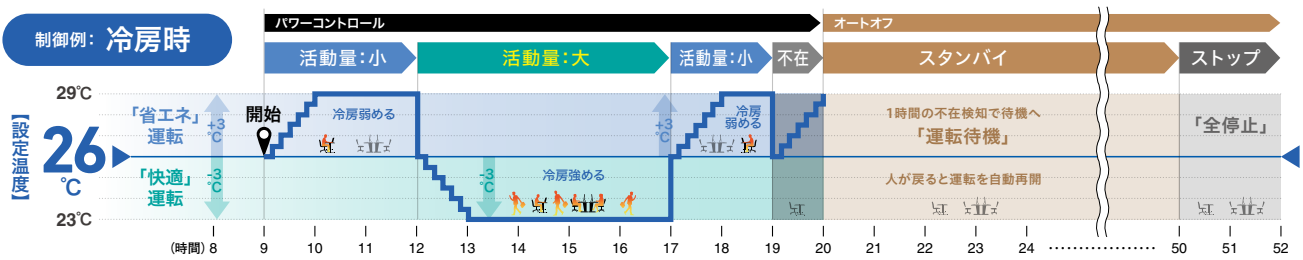 制御例： 冷房時
パワーコントロール
オートオフ
活動量：小
活動量：大
活動量：小
不在
スタンバイ
ストップ
【設定温度】
26
℃
29℃
「省エネ」
運転
+3
℃
開始
冷房弱める
+3
℃
冷房
弱める
1時間の不在検知で待機へ
「運転待機」
「全停止」
「快適」
運転
-3
℃
-3
℃
冷房強める
人が戻ると運転を自動再開
23℃
（時間） 8 9 10 11 12 13 14 15 16 17 18 19 20 21 22 23 24 50 51 52